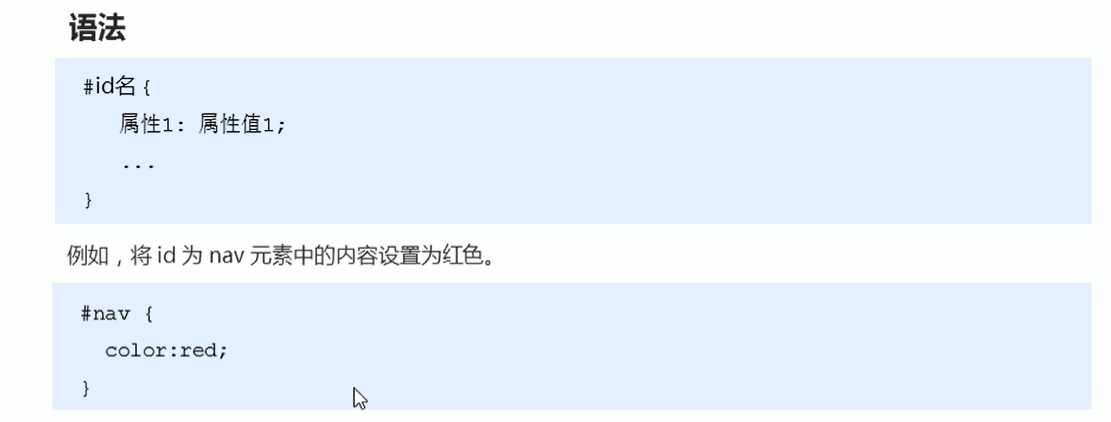 语法
#id名 {
属性1: 属性值1;
...
}
例如，将 id 为 nav 元素中的内容设置为红色。
#nav {
color:red;
}